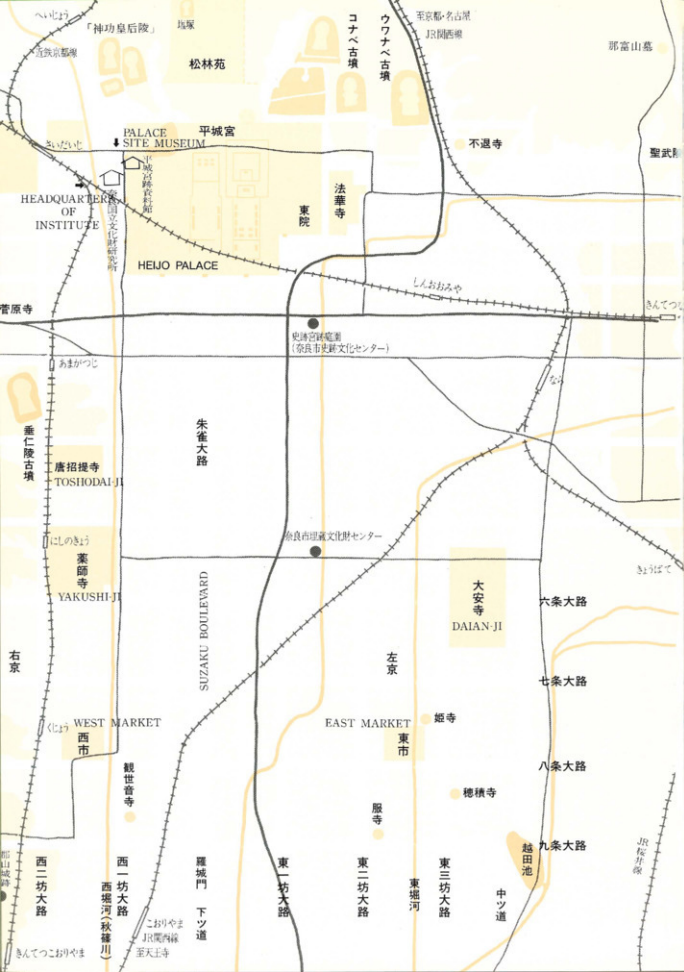 へいじょう
「神功皇后陵」
塩塚
コナベ古墳
ウワナベ古墳
至京都・名古屋
JR関西線
近鉄京都線
松林苑
那富山墓
さいだいじ
PALACE
SITE MUSEUM
平城宮
不退寺
聖武
平城宮跡資料館
HEADQUARTERS
OF
INSTITUTE
奈良国立文化財研究所
法華寺
東院
HEIJO PALACE
しんおおみや
菅原寺
きんてつな
史跡宮跡庭園
(奈良市史跡文化センター)
あまがつじ
なら
垂仁陵古墳
朱雀大路
唐招提寺
TOSHODAI-JI
にしのきょう
奈良市埋蔵文化財センター
きょうばて
薬師寺
YAKUSHI-JI
SUZAKU BOULEVARD
大安寺
DAIAN-JI
六条大路
右京
左京
七条大路
くじょう
WEST MARKET
EAST MARKET
姫寺
西市
東市
観世音寺
八条大路
穂積寺
服寺
越田池
九条大路
JR桜井線
郡山城跡
西二坊大路
西一坊大路
羅城門
下ツ道
東一坊大路
東二坊大路
東堀河
東三坊大路
中ツ道
西堀河(秋篠川)
こおりやま
JR関西線
至天王寺
きんてつこおりやま